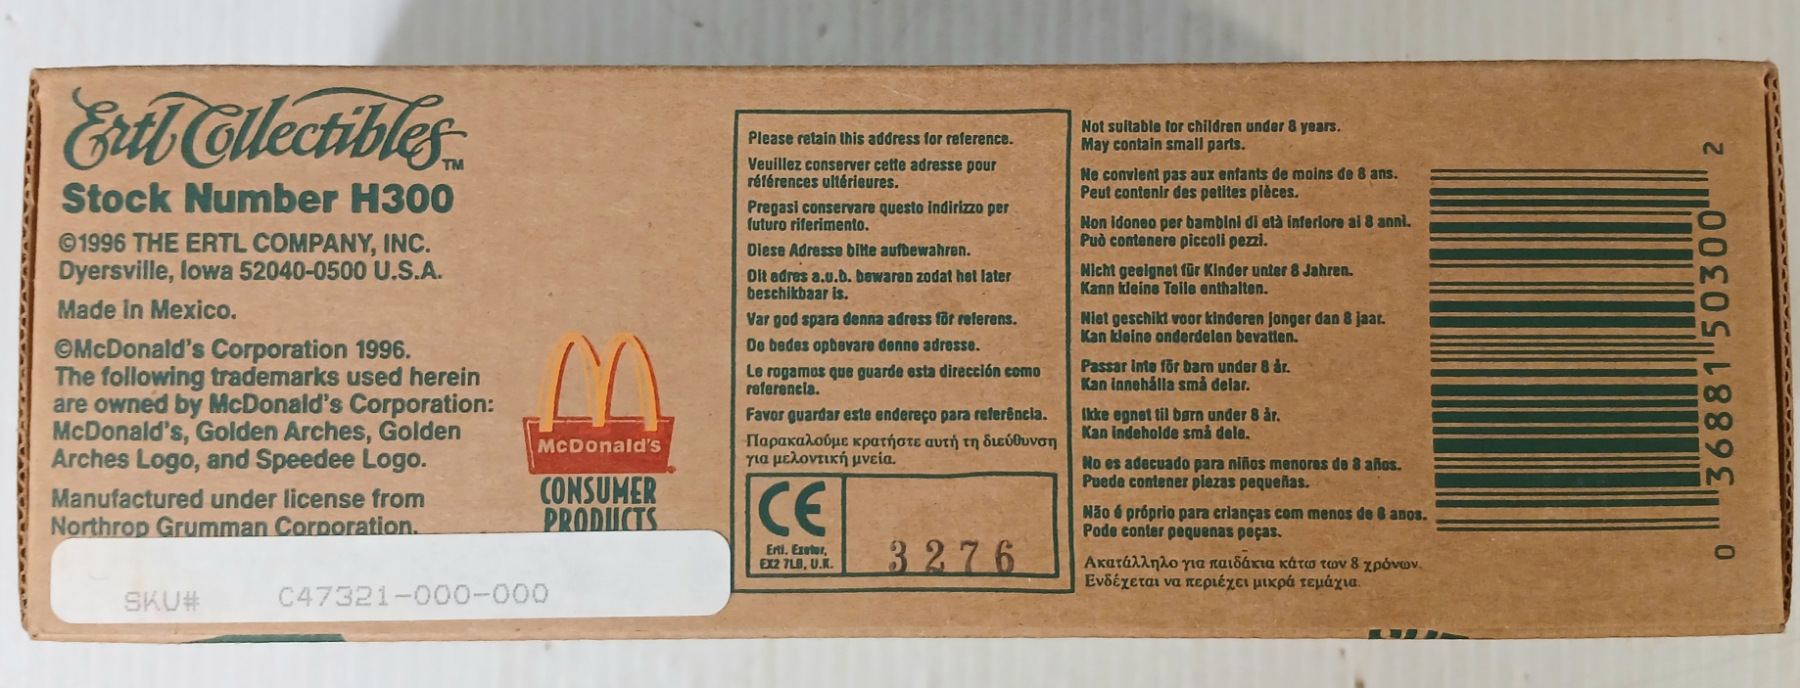 Ertl Collectibles™
Stock Number H300
©1996 THE ERTL COMPANY, INC.
Dyersville, Iowa 52040-0500 U.S.A.
Made in Mexico.
©McDonald's Corporation 1996.
The following trademarks used herein
are owned by McDonald's Corporation:
McDonald's, Golden Arches, Golden
Arches Logo, and Speedee Logo.
Manufactured under license from
Northrop Grumman Corporation.
SKU# C47321-000-000
McDonald's
CONSUMER
PRODUCTS
Please retain this address for reference.
Veuillez conserver cette adresse pour
références ultérieures.
Pregasi conservare questo indirizzo per
futuro riferimento.
Diese Adresse bitte aufbewahren.
Dit adres a.u.b. bewaren zodat het later
beschikbaar is.
Var god spara denna adress för referens.
De bedes opbevare denne adresse.
Le rogamos que guarde esta dirección como
referencia.
Favor guardar este endereço para referência.
Παρακαλούμε κρατήστε αυτή τη διεύθυνση
για μελοντική μνεία.
CE
Ertl. Exeter,
EX2 7LB, U.K.
3276
Not suitable for children under 8 years.
May contain small parts.
Ne convient pas aux enfants de moins de 8 ans.
Peut contenir des petites pièces.
Non idoneo per bambini di età inferiore ai 8 anni.
Può contenere piccoli pezzi.
Nicht geeignet für Kinder unter 8 Jahren.
Kann kleine Teile enthalten.
Niet geschikt voor kinderen jonger dan 8 jaar.
Kan kleine onderdelen bevatten.
Passar inte för barn under 8 år.
Kan innehålla små delar.
Ikke egnet til børn under 8 år.
Kan indeholde små dele.
No es adecuado para niños menores de 8 años.
Puede contener piezas pequeñas.
Não é próprio para crianças com menos de 8 anos.
Pode conter pequenas peças.
Ακατάλληλο για παιδάκια κάτω των 8 χρόνων.
Ενδέχεται να περιέχει μικρά τεμάχια.
0 36881 50300 2